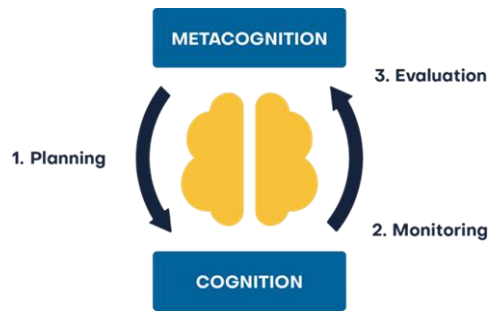 METACOGNITION
3. Evaluation
1. Planning
2. Monitoring
COGNITION